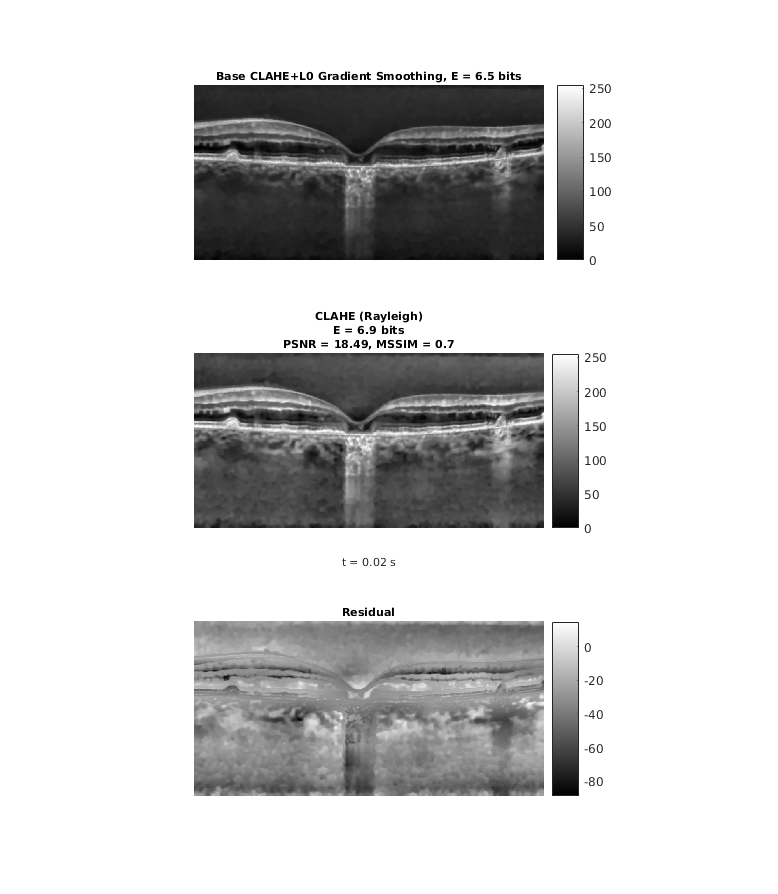 Base CLAHE+L0 Gradient Smoothing, E = 6.5 bits
250
200
150
100
50
0
CLAHE (Rayleigh)
E = 6.9 bits
PSNR = 18.49, MSSIM = 0.7
250
200
150
100
50
0
t = 0.02 s
Residual
0
-20
-40
-60
-80